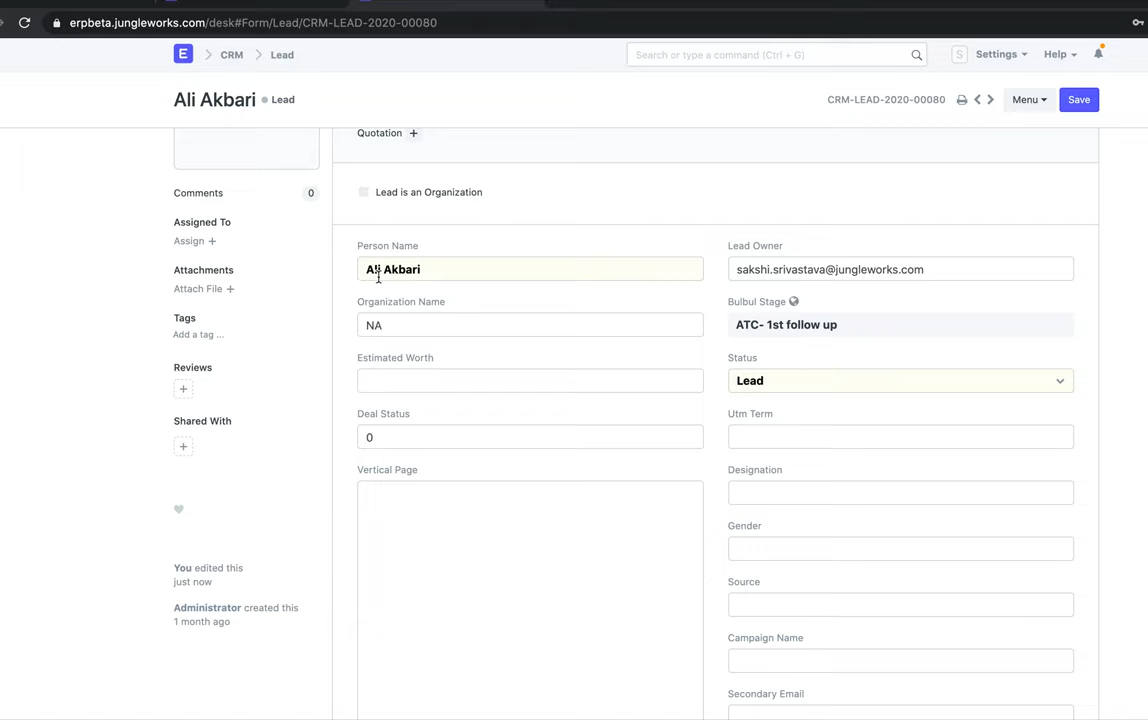 erpbeta.jungleworks.com/desk#Form/Lead/CRM-LEAD-2020-00080
E CRM Lead
Search or type a command (Ctrl + G)
S Settings Help
Ali Akbari Lead
CRM-LEAD-2020-00080
Menu Save
Quotation +
Comments 0
Lead is an Organization
Assigned To
Assign +
Attachments
Attach File +
Tags
Add a tag ...
Reviews
+
Shared With
+
You edited this
just now
Administrator created this
1 month ago
Person Name
Ali Akbari
Organization Name
NA
Estimated Worth
Deal Status
0
Vertical Page
Lead Owner
sakshi.srivastava@jungleworks.com
Bulbul Stage
ATC- 1st follow up
Status
Lead
Utm Term
Designation
Gender
Source
Campaign Name
Secondary Email